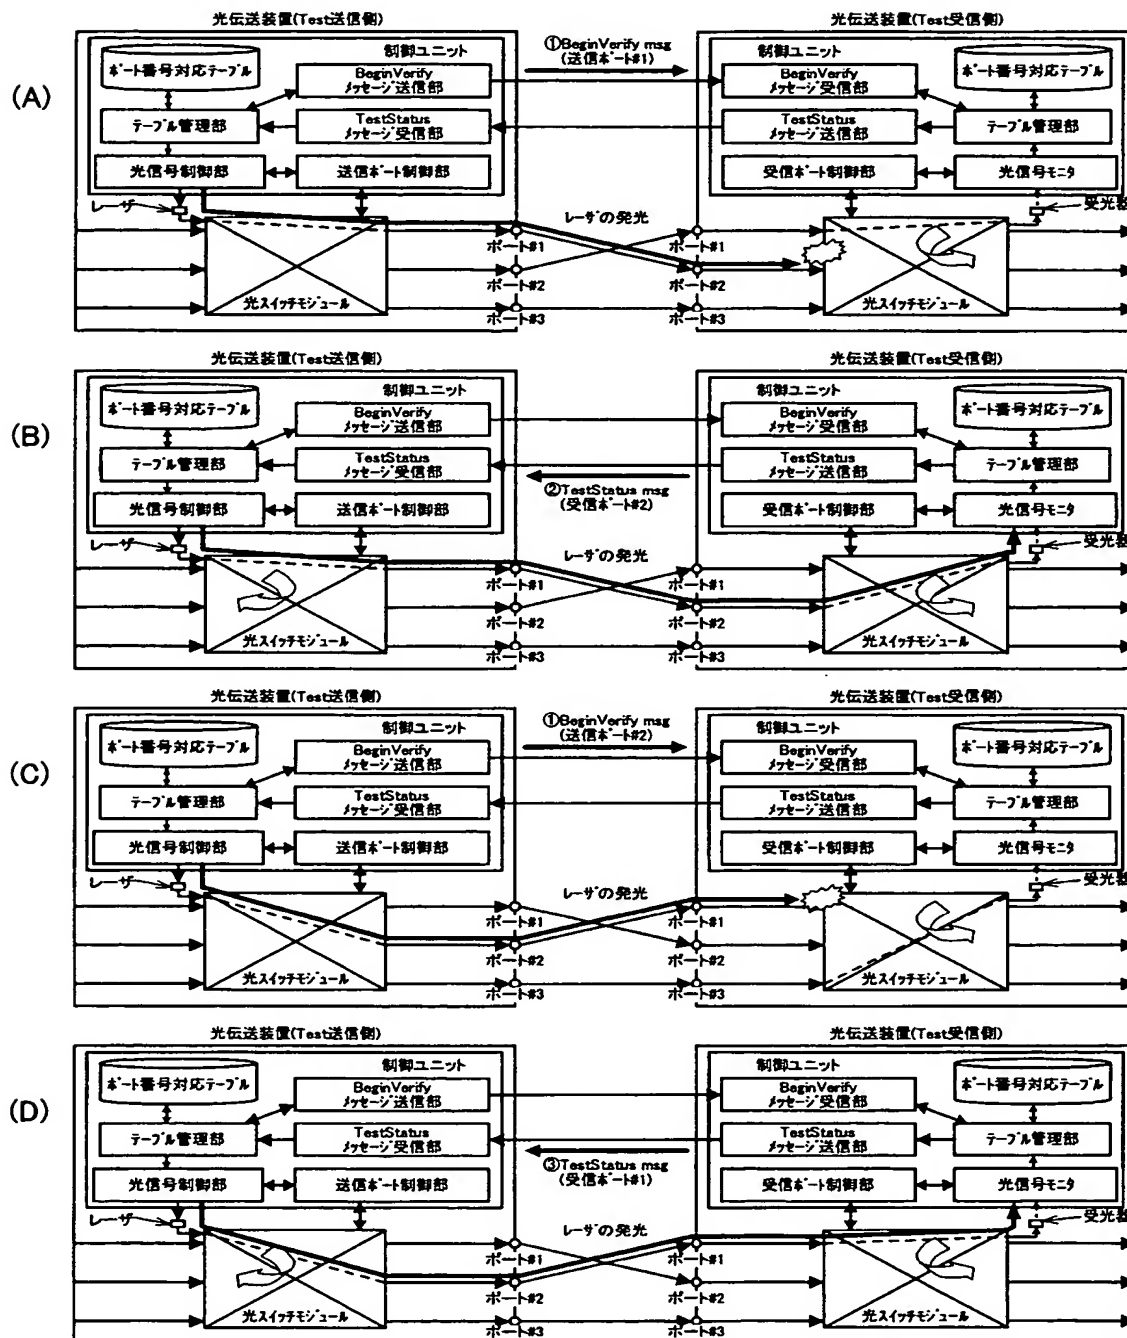 (A)
光伝送装置(Test送信側)
制御ユニット
ポート番号対応テーブル
BeginVerify
メッセージ送信部
テーブル管理部
TestStatus
メッセージ受信部
光信号制御部
送信ポート制御部
レーザ
光スイッチモジュール
ポート#1
ポート#2
ポート#3
①BeginVerify msg
(送信ポート#1)
レーザの発光
光伝送装置(Test受信側)
制御ユニット
BeginVerify
メッセージ受信部
ポート番号対応テーブル
TestStatus
メッセージ送信部
テーブル管理部
受信ポート制御部
光信号モニタ
受光器
ポート#1
ポート#2
ポート#3
光スイッチモジュール
(B)
光伝送装置(Test送信側)
制御ユニット
ポート番号対応テーブル
BeginVerify
メッセージ送信部
テーブル管理部
TestStatus
メッセージ受信部
光信号制御部
送信ポート制御部
レーザ
光スイッチモジュール
ポート#1
ポート#2
ポート#3
②TestStatus msg
(受信ポート#2)
レーザの発光
光伝送装置(Test受信側)
制御ユニット
BeginVerify
メッセージ受信部
ポート番号対応テーブル
TestStatus
メッセージ送信部
テーブル管理部
受信ポート制御部
光信号モニタ
受光器
ポート#1
ポート#2
ポート#3
光スイッチモジュール
(C)
光伝送装置(Test送信側)
制御ユニット
ポート番号対応テーブル
BeginVerify
メッセージ送信部
テーブル管理部
TestStatus
メッセージ受信部
光信号制御部
送信ポート制御部
レーザ
光スイッチモジュール
ポート#1
ポート#2
ポート#3
①BeginVerify msg
(送信ポート#2)
レーザの発光
光伝送装置(Test受信側)
制御ユニット
BeginVerify
メッセージ受信部
ポート番号対応テーブル
TestStatus
メッセージ送信部
テーブル管理部
受信ポート制御部
光信号モニタ
受光器
ポート#1
ポート#2
ポート#3
光スイッチモジュール
(D)
光伝送装置(Test送信側)
制御ユニット
ポート番号対応テーブル
BeginVerify
メッセージ送信部
テーブル管理部
TestStatus
メッセージ受信部
光信号制御部
送信ポート制御部
レーザ
光スイッチモジュール
ポート#1
ポート#2
ポート#3
③TestStatus msg
(受信ポート#1)
レーザの発光
光伝送装置(Test受信側)
制御ユニット
BeginVerify
メッセージ受信部
ポート番号対応テーブル
TestStatus
メッセージ送信部
テーブル管理部
受信ポート制御部
光信号モニタ
受光器
ポート#1
ポート#2
ポート#3
光スイッチモジュール